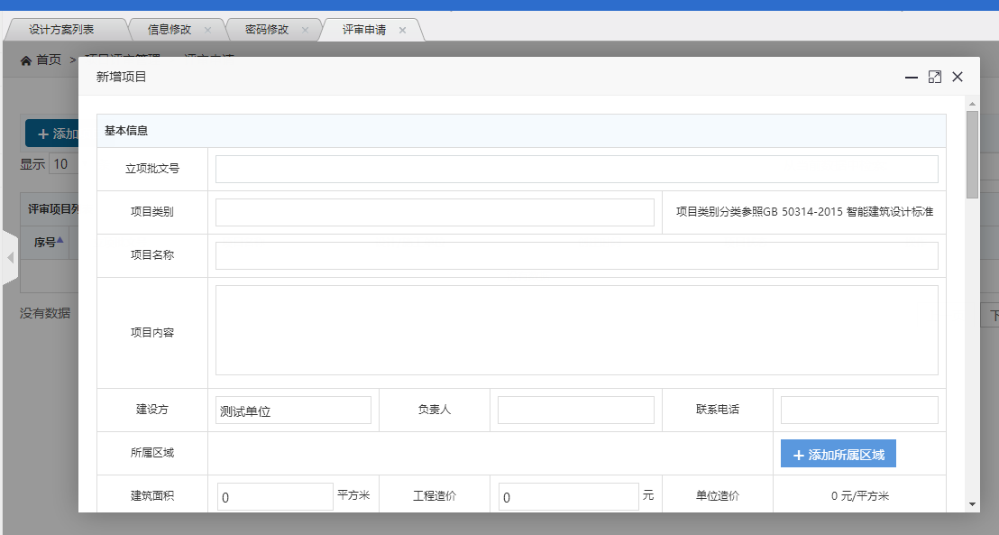 设计方案列表 信息修改 密码修改 评审申请
首页 >
新增项目
基本信息
添加
显示 10
立项批文号
评审项目列
项目类别 项目类别分类参照GB 50314-2015 智能建筑设计标准
序号
项目名称
没有数据
下
项目内容
建设方 测试单位 负责人 联系电话
所属区域 添加所属区域
建筑面积 0 平方米 工程造价 0 元 单位造价 0 元/平方米